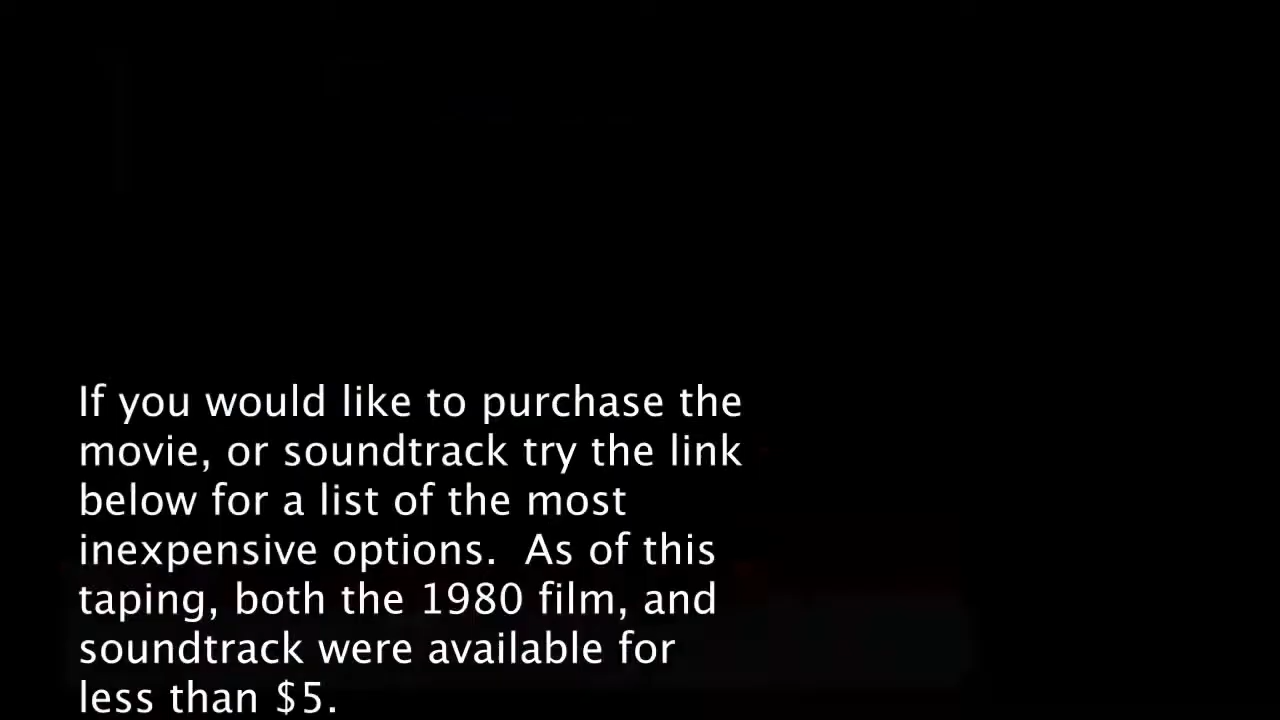 If you would like to purchase the
movie, or soundtrack try the link
below for a list of the most
inexpensive options.  As of this
taping, both the 1980 film, and
soundtrack were available for
less than $5.